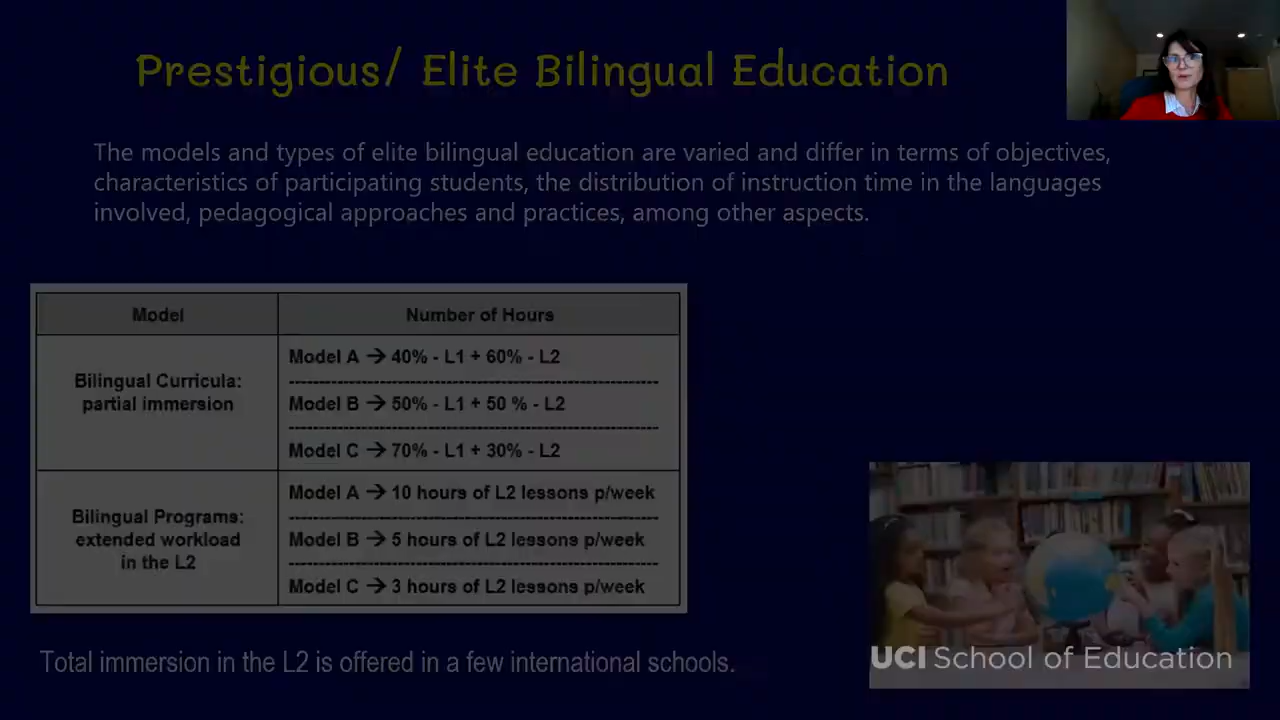 Prestigious/ Elite Bilingual Education
The models and types of elite bilingual education are varied and differ in terms of objectives,
characteristics of participating students, the distribution of instruction time in the languages
involved, pedagogical approaches and practices, among other aspects.
Model
Number of Hours
Bilingual Curricula:
partial immersion
Model A → 40% - L1 + 60% - L2
Model B → 50% - L1 + 50 % - L2
Model C → 70% - L1 + 30% - L2
Bilingual Programs:
extended workload
in the L2
Model A → 10 hours of L2 lessons p/week
Model B → 5 hours of L2 lessons p/week
Model C → 3 hours of L2 lessons p/week
Total immersion in the L2 is offered in a few international schools.
UCI School of Education